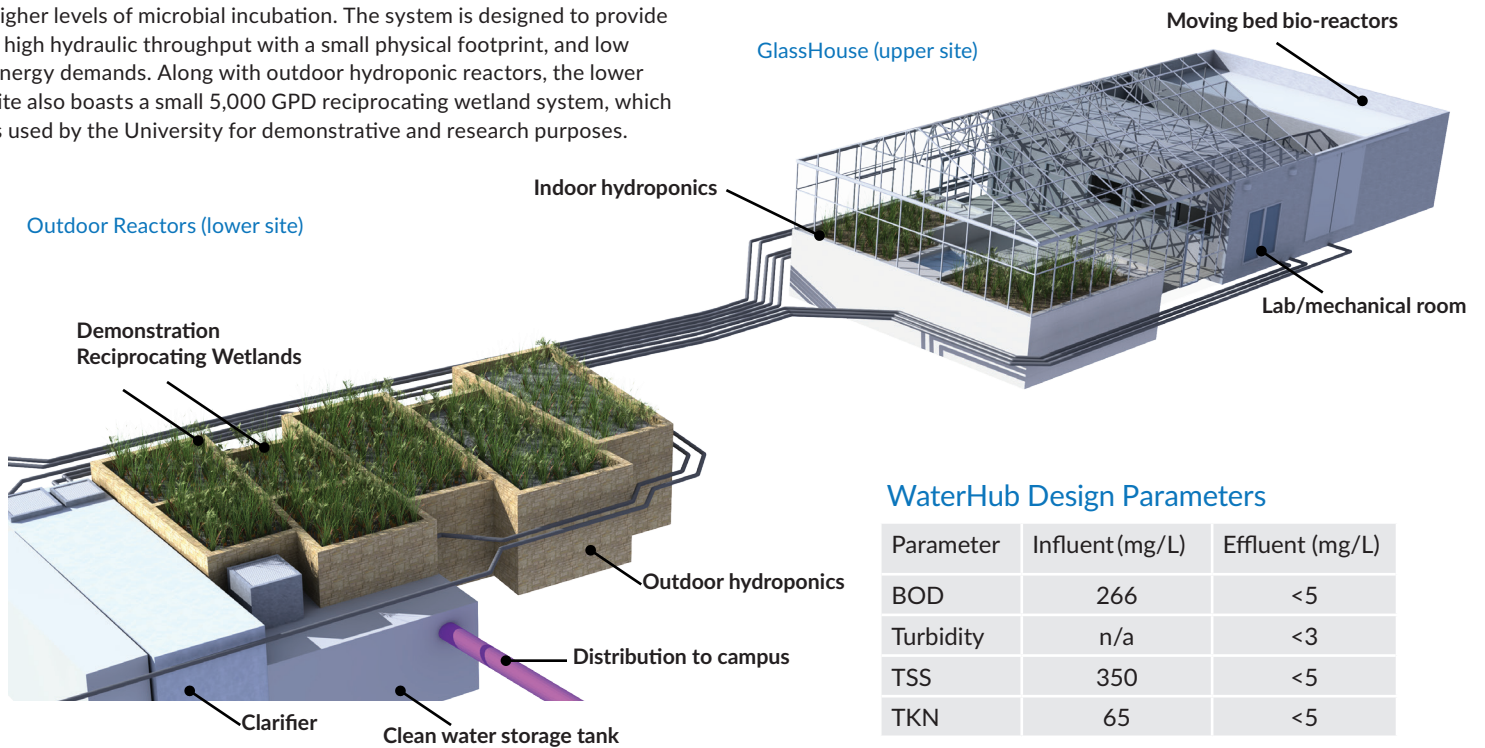 igher levels of microbial incubation. The system is designed to provide
high hydraulic throughput with a small physical footprint, and low
nergy demands. Along with outdoor hydroponic reactors, the lower
ite also boasts a small 5,000 GPD reciprocating wetland system, which
s used by the University for demonstrative and research purposes.
Moving bed bio-reactors
GlassHouse (upper site)
Indoor hydroponics
Outdoor Reactors (lower site)
Lab/mechanical room
Demonstration
Reciprocating Wetlands
Outdoor hydroponics
Distribution to campus
Clarifier
Clean water storage tank
WaterHub Design Parameters
Parameter Influent (mg/L) Effluent (mg/L)
BOD 266 <5
Turbidity n/a <3
TSS 350 <5
TKN 65 <5